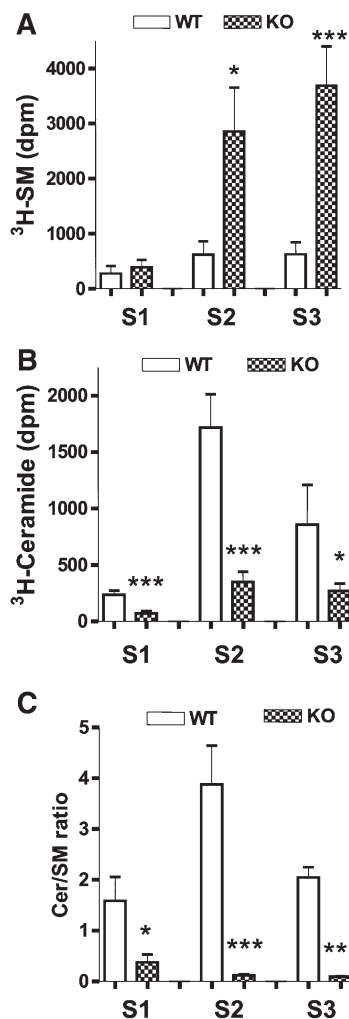 A
WT KO
³H-SM (dpm)
4000
3000
2000
1000
0
*
***
S1 S2 S3
B
WT KO
³H-Ceramide (dpm)
2000
1500
1000
500
0
***
***
*
S1 S2 S3
C
WT KO
Cer/SM ratio
5
4
3
2
1
0
*
***
**
S1 S2 S3